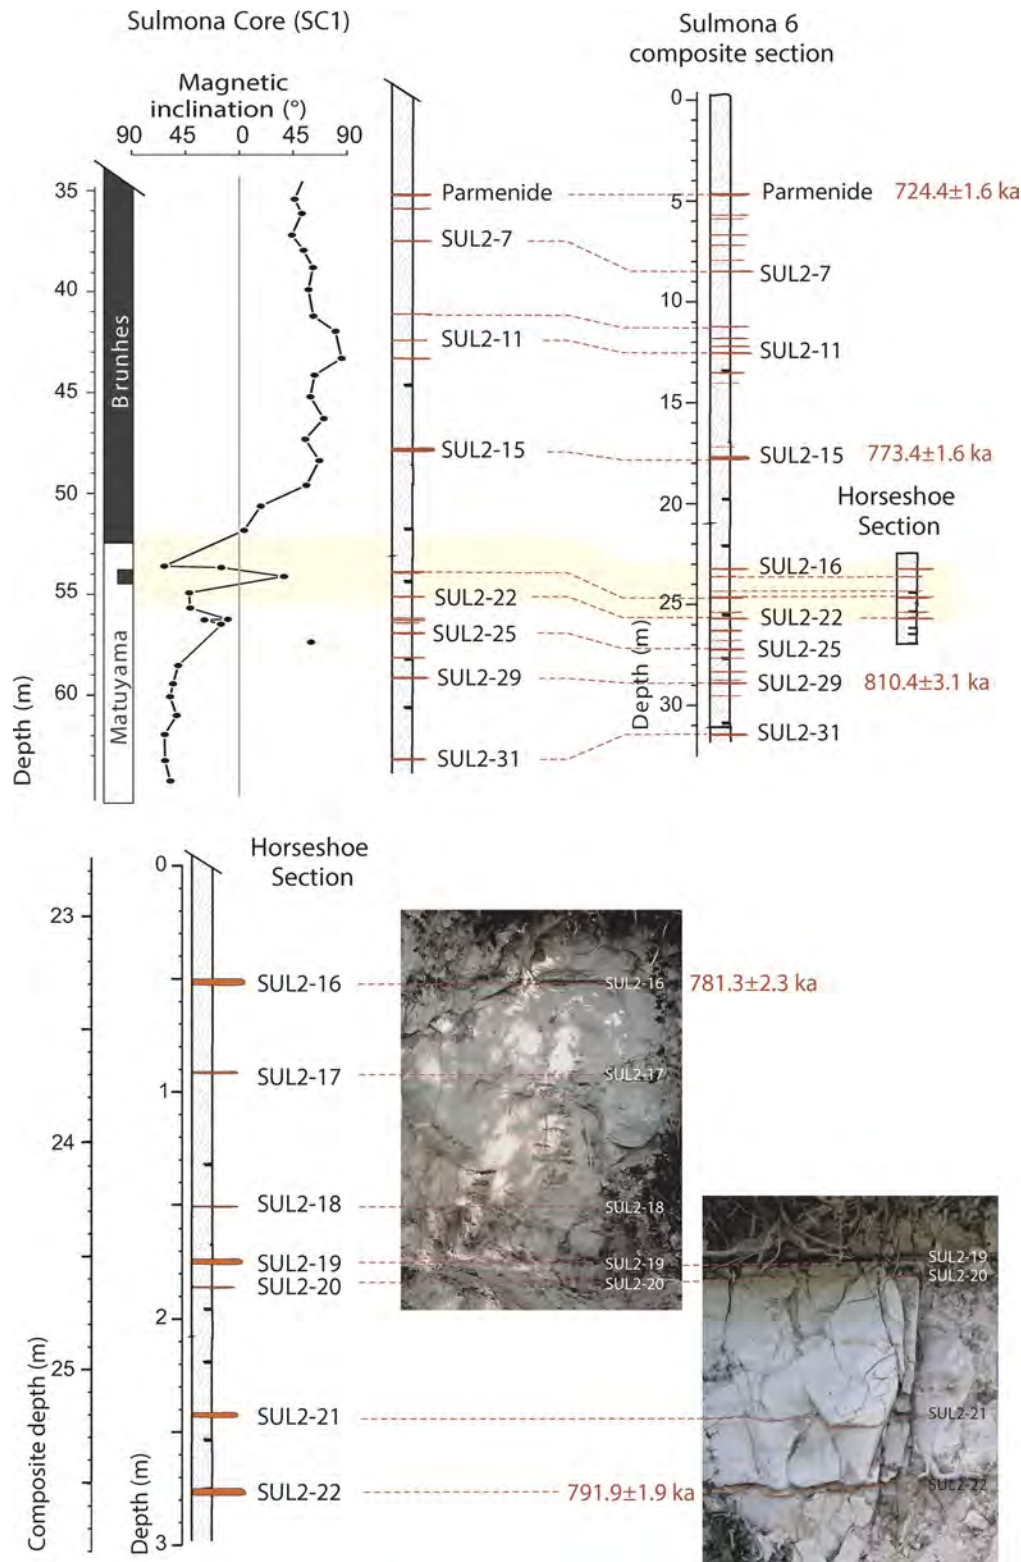 Sulmona Core (SC1)
Sulmona 6
composite section
Magnetic
inclination (°)
90 45 0 45 90
Depth (m)
35
40
45
50
55
60
Brunhes
Matuyama
Parmenide
SUL2-7
SUL2-11
SUL2-15
SUL2-22
SUL2-25
SUL2-29
SUL2-31
Depth (m)
0
5
10
15
20
25
30
Parmenide 724.4±1.6 ka
SUL2-7
SUL2-11
SUL2-15 773.4±1.6 ka
Horseshoe
Section
SUL2-16
SUL2-22
SUL2-25
SUL2-29 810.4±3.1 ka
SUL2-31
Horseshoe
Section
Composite depth (m)
23
24
25
Depth (m)
0
1
2
3
SUL2-16
SUL2-17
SUL2-18
SUL2-19
SUL2-20
SUL2-21
SUL2-22
SUL2-16
781.3±2.3 ka
SUL2-17
SUL2-18
SUL2-19
SUL2-20
SUL2-19
SUL2-20
SUL2-21
SUL2-22
791.9±1.9 ka